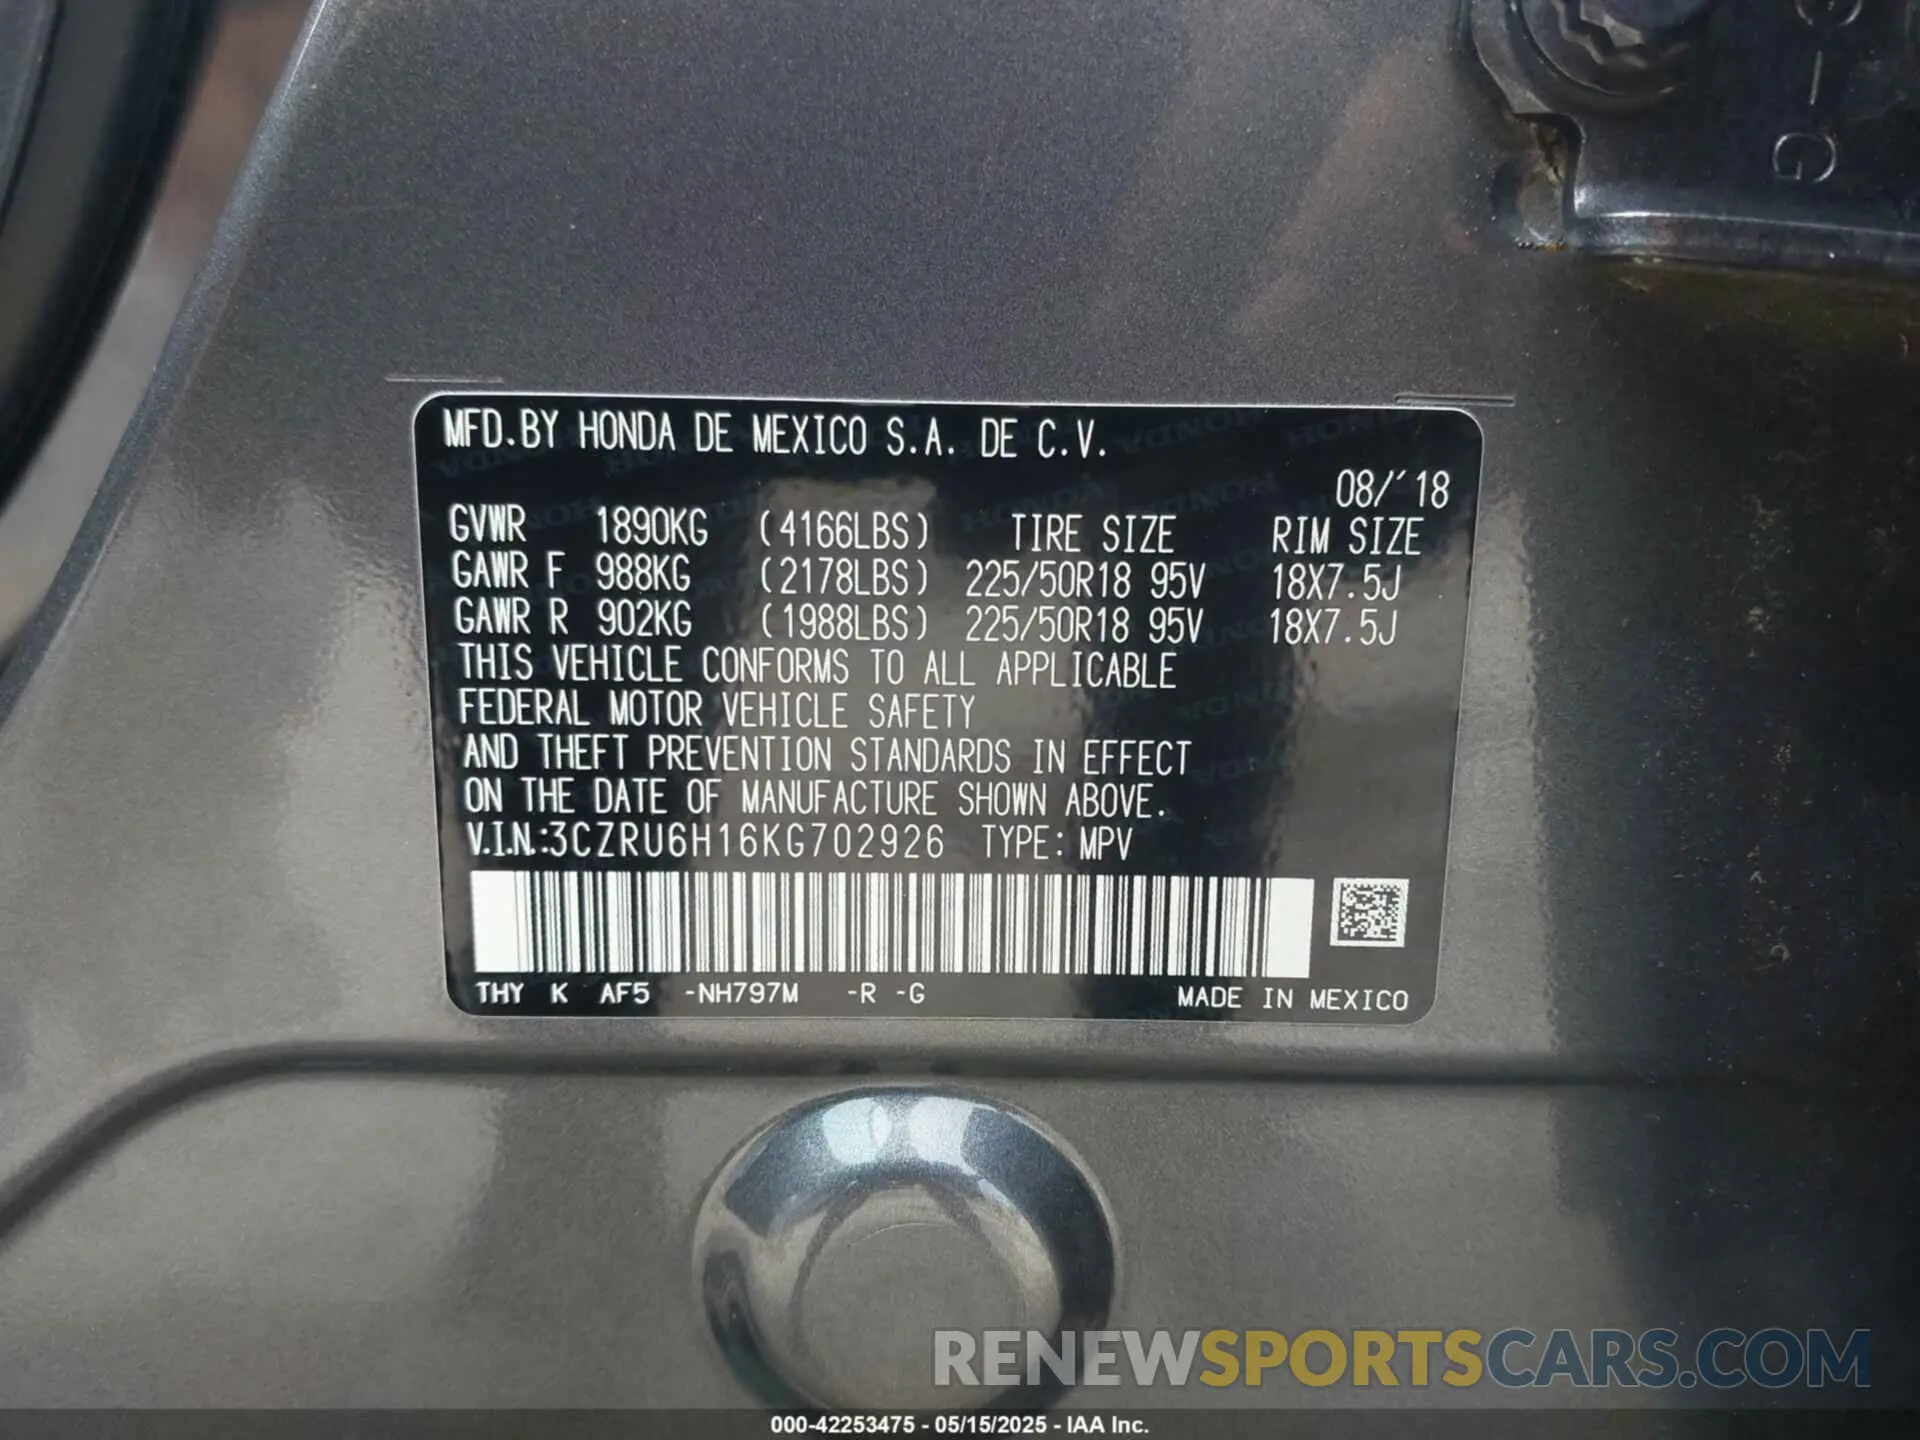 C-G
MFD.BY HONDA DE MEXICO S.A. DE C.V.
08/'18
GVWR 1890KG (4166LBS) TIRE SIZE RIM SIZE
GAWR F 988KG (2178LBS) 225/50R18 95V 18X7.5J
GAWR R 902KG (1988LBS) 225/50R18 95V 18X7.5J
THIS VEHICLE CONFORMS TO ALL APPLICABLE
FEDERAL MOTOR VEHICLE SAFETY
AND THEFT PREVENTION STANDARDS IN EFFECT
ON THE DATE OF MANUFACTURE SHOWN ABOVE.
V.I.N.:3CZRU6H16KG702926 TYPE: MPV
THY K AF5 -NH797M -R -G MADE IN MEXICO
RENEWSPORTSCARS.COM
000-42253475 - 05/15/2025 - IAA Inc.